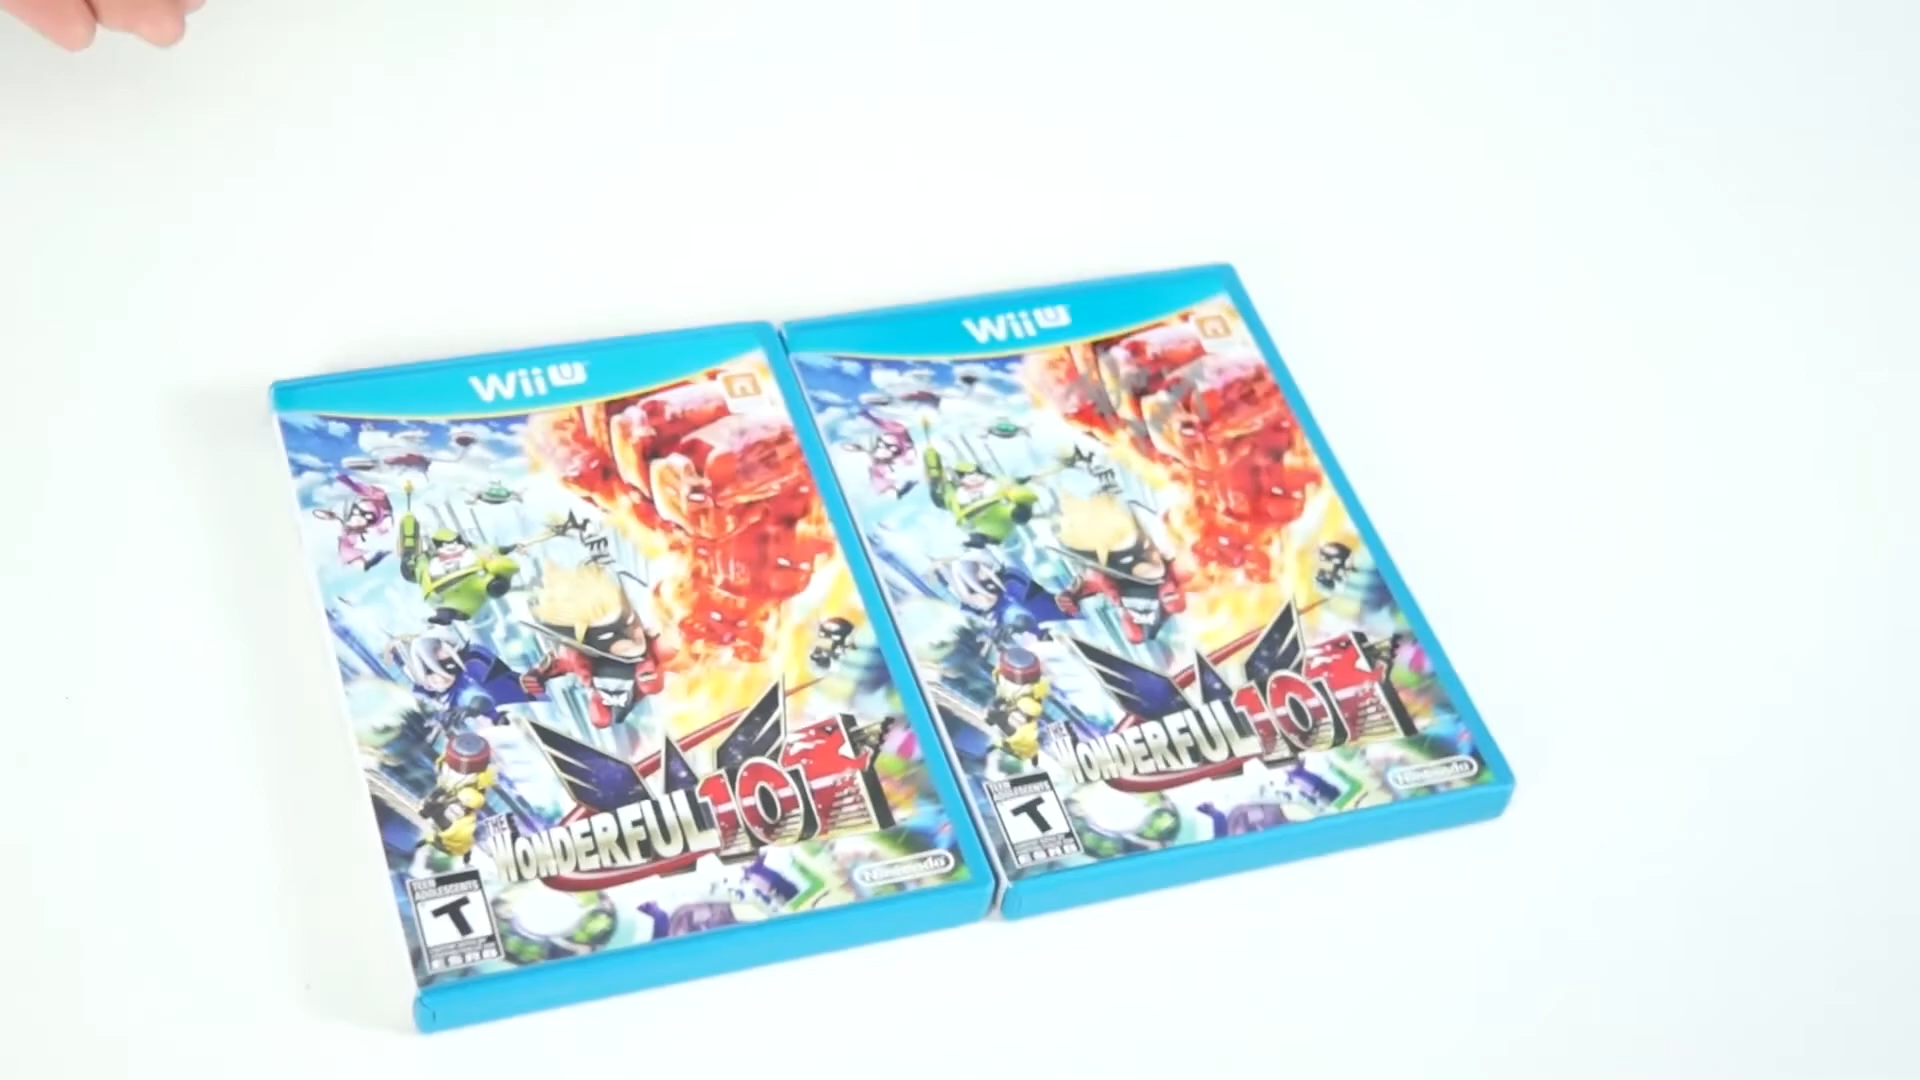 Wii U
THE
WONDERFUL 101
TEEN
ADOLESCENTS
T
ESRB
Nintendo
Wii U
THE
WONDERFUL 101
TEEN
ADOLESCENTS
T
ESRB
Nintendo